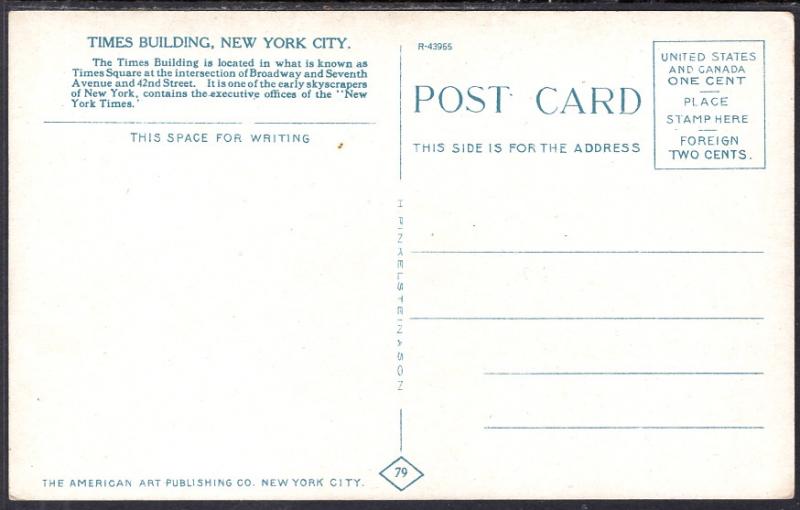 TIMES BUILDING, NEW YORK CITY.
The Times Building is located in what is known as
Times Square at the intersection of Broadway and Seventh
Avenue and 42nd Street. It is one of the early skyscrapers
of New York, contains the executive offices of the "New
York Times.'
THIS SPACE FOR WRITING
R-43965
POST CARD
THIS SIDE IS FOR THE ADDRESS
UNITED STATES
AND CANADA
ONE CENT
PLACE
STAMP HERE
FOREIGN
TWO CENTS.
H FINKELSTEIN & SON
79
THE AMERICAN ART PUBLISHING CO. NEW YORK CITY.